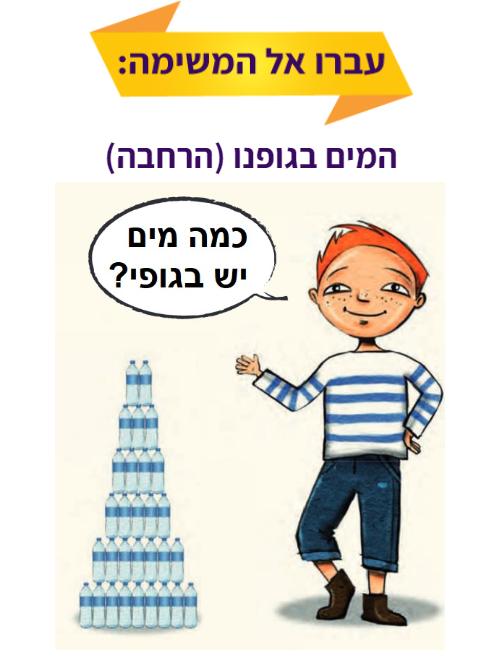 עברו אל המשימה:
המים בגופנו (הרחבה)
כמה מים
יש בגופי?